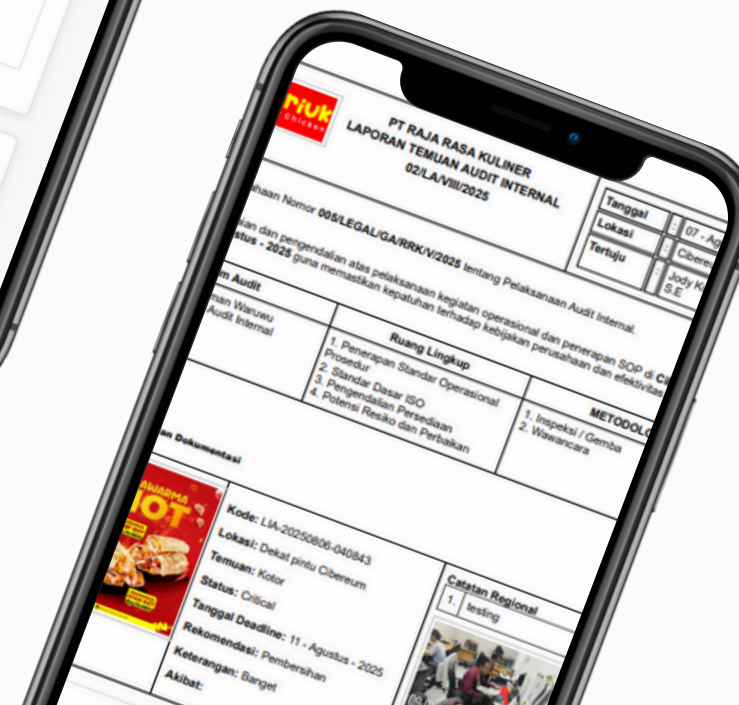 riuk
Chicken
PT RAJA RASA KULINER
LAPORAN TEMUAN AUDIT INTERNAL
02/LA/VIII/2025
Tanggal : 07 - Ag
Lokasi : Cibere
Tertuju : Jody K
S.E
ahaan Nomor 005/LEGAL/GA/RRK/V/2025 tentang Pelaksanaan Audit Internal.
ian dan pengendalian atas pelaksanaan kegiatan operasional dan penerapan SOP di Ci
stus - 2025 guna memastikan kepatuhan terhadap kebijakan perusahaan dan efektivitas
m Audit
man Waruwu
Audit Internal
Ruang Lingkup
1. Penerapan Standar Operasional
Prosedur
2. Standar Dasar ISO
3. Pengendalian Persediaan
4. Potensi Resiko dan Perbaikan
METODOLO
1. Inspeksi / Gemba
2. Wawancara
an Dokumentasi
AWARMA
HOT
Kode: LIA-20250806-040843
Lokasi: Dekat pintu Cibereum
Temuan: Kotor
Status: Critical
Tanggal Deadline: 11 - Agustus - 2025
Rekomendasi: Pembersihan
Keterangan: Banget
Akibat:
Catatan Regional
1. testing